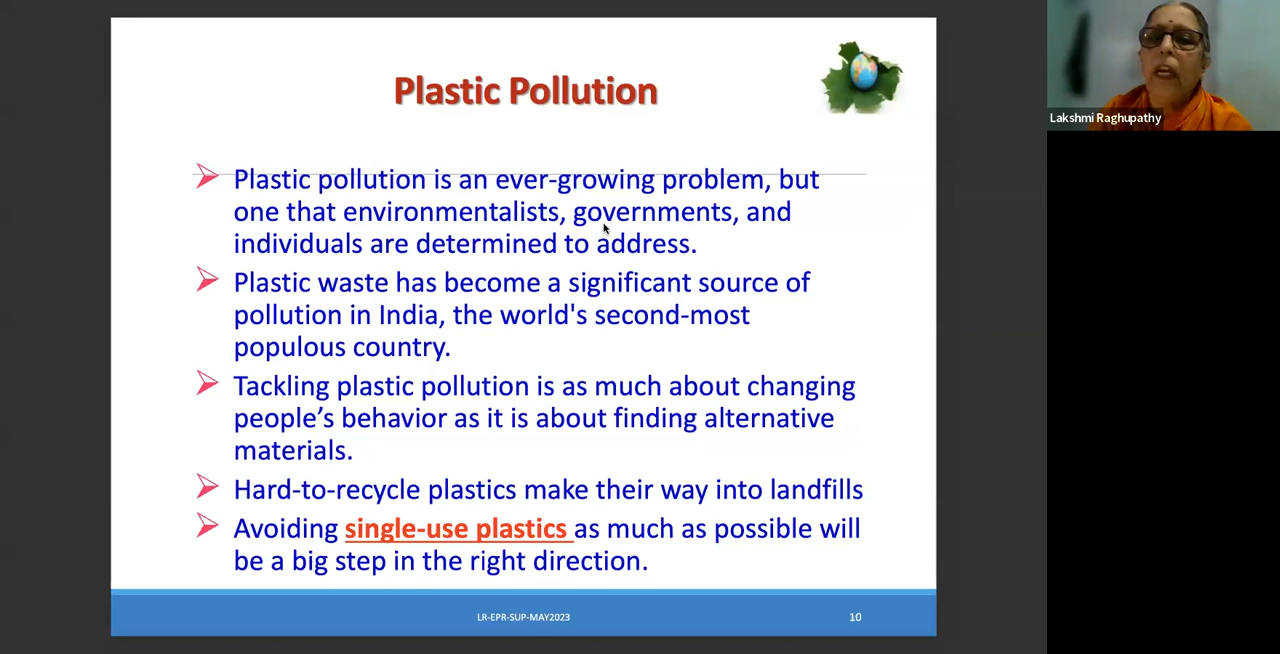 Plastic Pollution
Lakshmi Raghupathy
Plastic pollution is an ever-growing problem, but
one that environmentalists, governments, and
individuals are determined to address.
Plastic waste has become a significant source of
pollution in India, the world's second-most
populous country.
Tackling plastic pollution is as much about changing
people’s behavior as it is about finding alternative
materials.
Hard-to-recycle plastics make their way into landfills
Avoiding single-use plastics as much as possible will
be a big step in the right direction.
LR-EPR-SUP-MAY2023
10